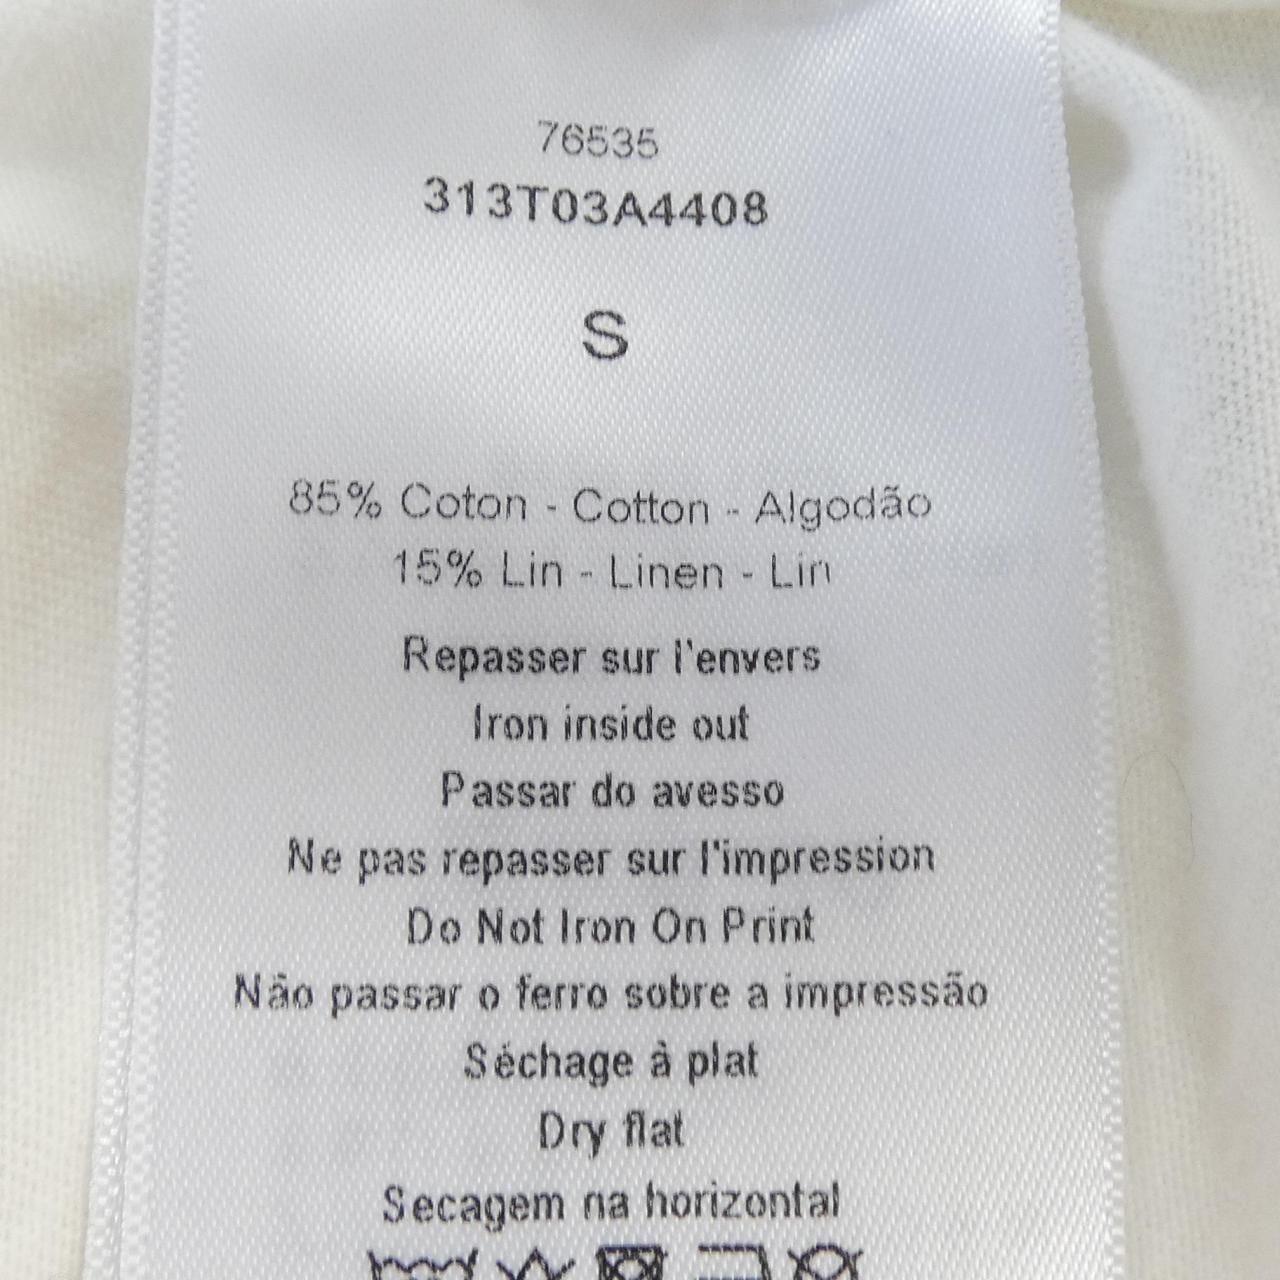 76535
313T03A4408
S
85% Coton - Cotton - Algodão
15% Lin - Linen - Lin
Repasser sur l'envers
Iron inside out
Passar do avesso
Ne pas repasser sur l'impression
Do Not Iron On Print
Não passar o ferro sobre a impressão
Séchage à plat
Dry flat
Secagem na horizontal